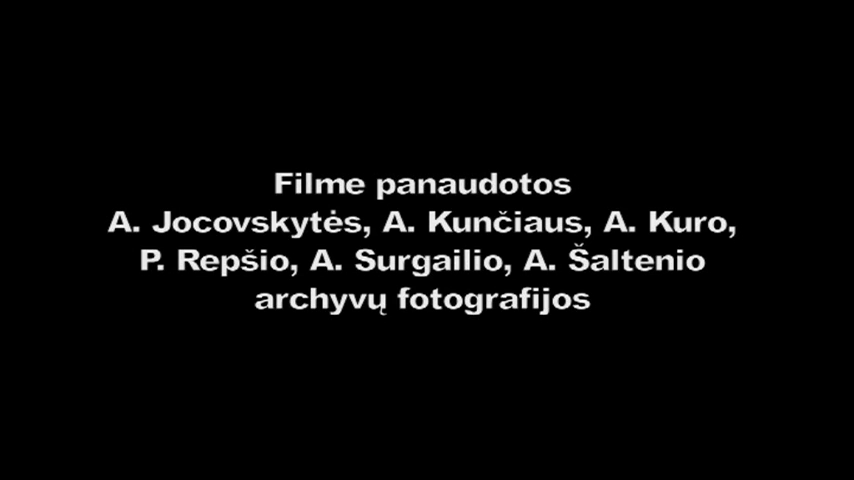 Filme panaudotos
A. Jocovskytės, A. Kunčiaus, A. Kuro,
P. Repšio, A. Surgailio, A. Šaltenio
archyvų fotografijos